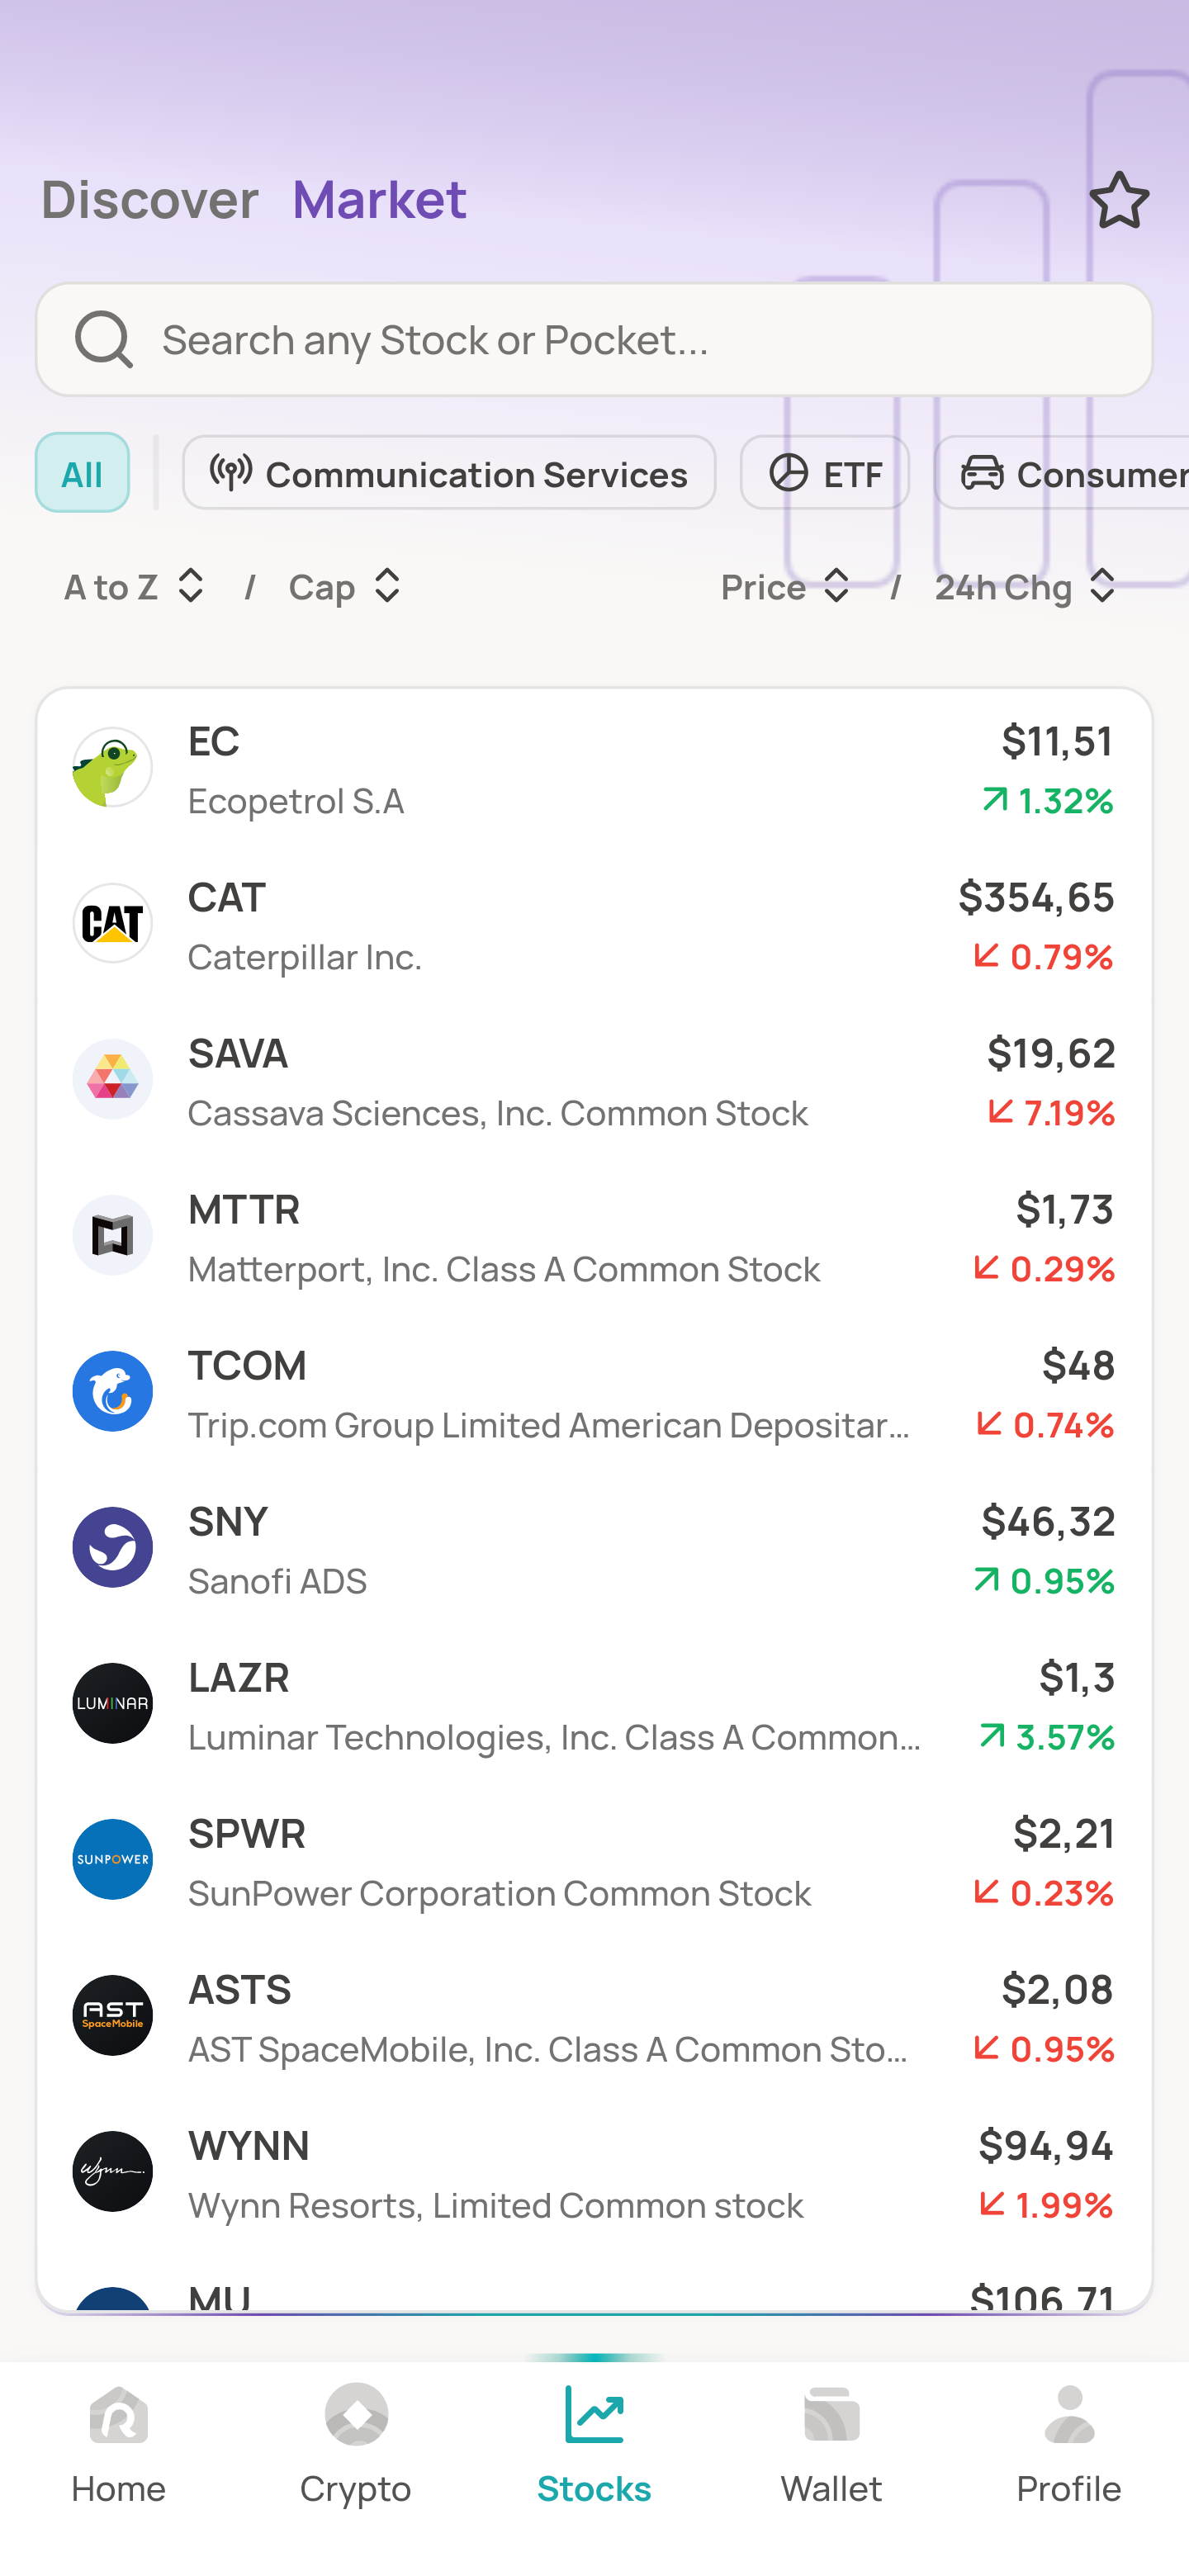 Discover Market
Search any Stock or Pocket...
All Communication Services ETF Consumer
A to Z / Cap Price / 24h Chg
EC $11,51
Ecopetrol S.A 1.32%
CAT
CAT $354,65
Caterpillar Inc. 0.79%
SAVA $19,62
Cassava Sciences, Inc. Common Stock 7.19%
MTTR $1,73
Matterport, Inc. Class A Common Stock 0.29%
TCOM $48
Trip.com Group Limited American Depositar... 0.74%
SNY $46,32
Sanofi ADS 0.95%
LUMINAR
LAZR $1,3
Luminar Technologies, Inc. Class A Common... 3.57%
SUNPOWER
SPWR $2,21
SunPower Corporation Common Stock 0.23%
AST
SpaceMobile
ASTS $2,08
AST SpaceMobile, Inc. Class A Common Sto... 0.95%
Wynn
WYNN $94,94
Wynn Resorts, Limited Common stock 1.99%
MU $106,71
Home Crypto Stocks Wallet Profile